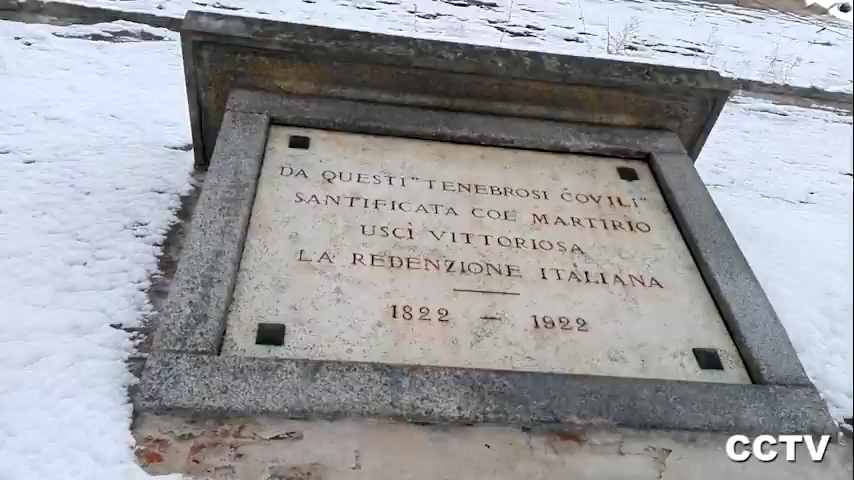 DA QUESTI "TENEBROSI COVILI"
SANTIFICATA COL MARTIRIO
USCÌ VITTORIOSA
LA REDENZIONE ITALIANA
1822 — 1922
CCTV